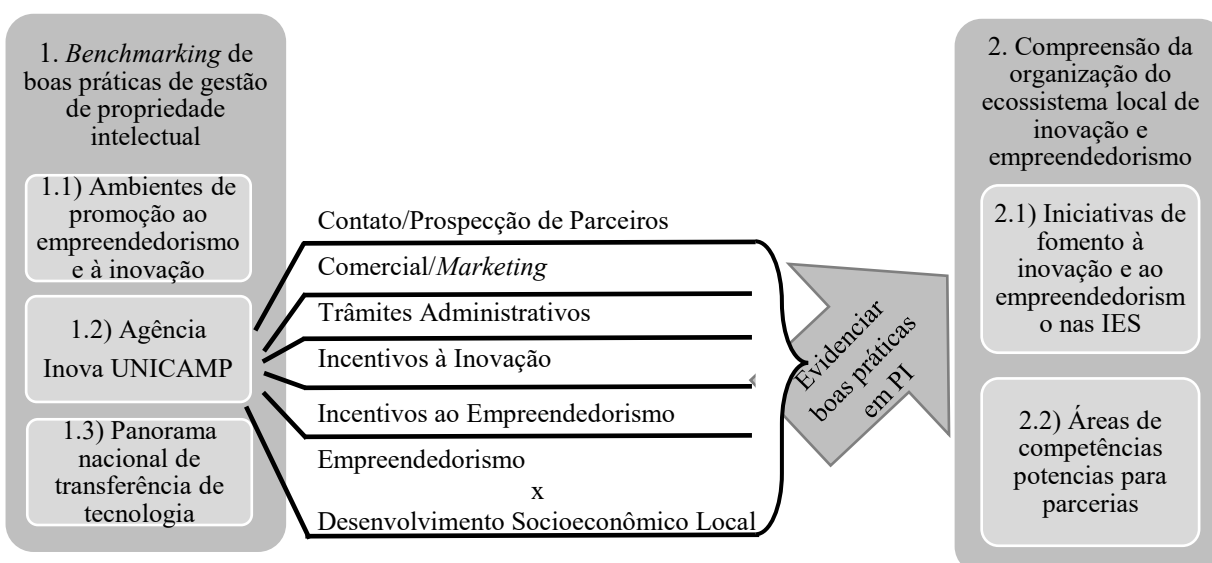 1. Benchmarking de
boas práticas de gestão
de propriedade
intelectual
1.1) Ambientes de
promoção ao
empreendedorismo
e à inovação
1.2) Agência
Inova UNICAMP
1.3) Panorama
nacional de
transferência de
tecnologia
Contato/Prospecção de Parceiros
Comercial/Marketing
Trâmites Administrativos
Incentivos à Inovação
Incentivos ao Empreendedorismo
Empreendedorismo
x
Desenvolvimento Socioeconômico Local
Evidenciar
boas práticas
em PI
2. Compreensão da
organização do
ecossistema local de
inovação e
empreendedorismo
2.1) Iniciativas de
fomento à
inovação e ao
empreendedorism
o nas IES
2.2) Áreas de
competências
potencias para
parcerias